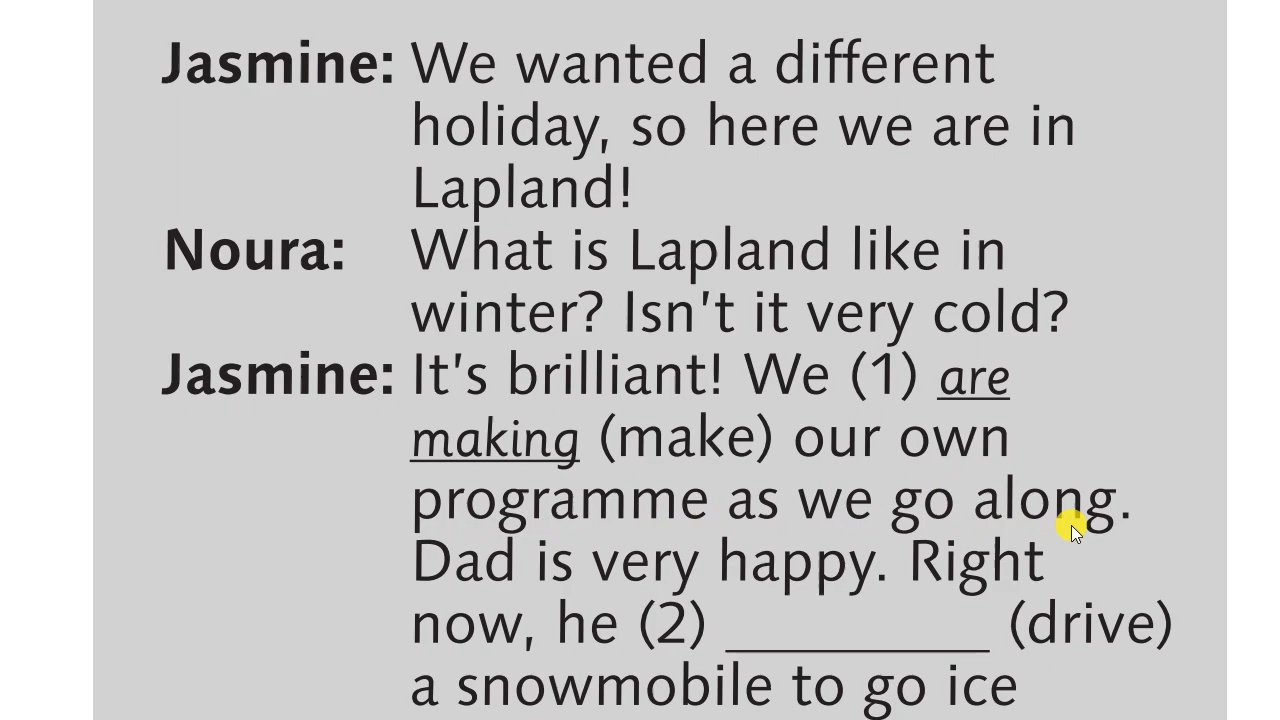 Jasmine: We wanted a different
holiday, so here we are in
Lapland!
Noura: What is Lapland like in
winter? Isn't it very cold?
Jasmine: It's brilliant! We (1) are
making (make) our own
programme as we go along.
Dad is very happy. Right
now, he (2) __________ (drive)
a snowmobile to go ice